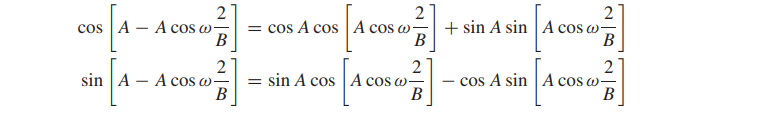 cos [A − A cos ω 2/B] = cos A cos [A cos ω 2/B] + sin A sin [A cos ω 2/B]
sin [A − A cos ω 2/B] = sin A cos [A cos ω 2/B] − cos A sin [A cos ω 2/B]